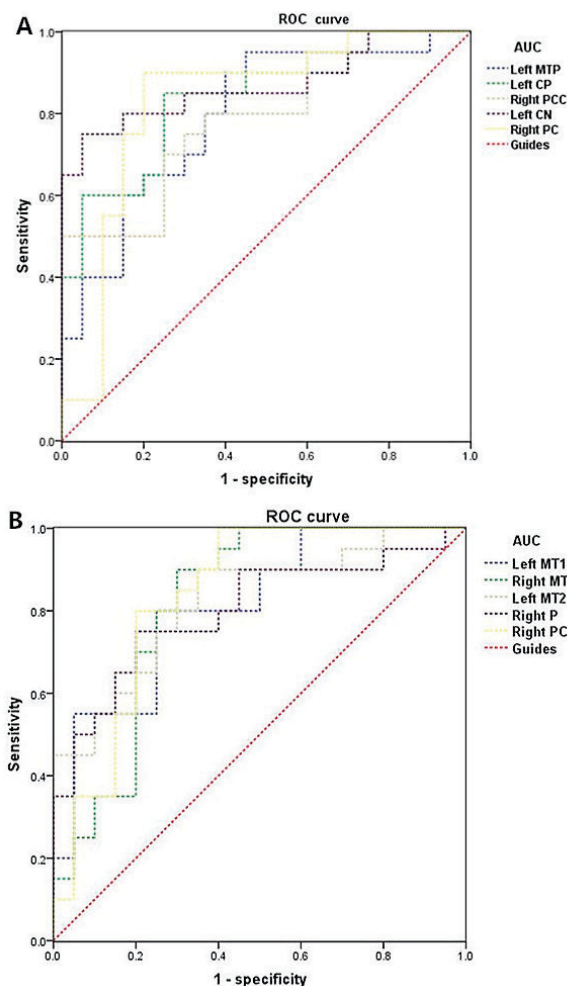 A
ROC curve
AUC
Left MTP
Left CP
Right PCC
Left CN
Right PC
Guides
Sensitivity
1.0
0.8
0.6
0.4
0.2
0.0
0.0 0.2 0.4 0.6 0.8 1.0
1 - specificity
B
ROC curve
AUC
Left MT1
Right MT
Left MT2
Right P
Right PC
Guides
Sensitivity
1.0
0.8
0.6
0.4
0.2
0.0
0.0 0.2 0.4 0.6 0.8 1.0
1 - specificity